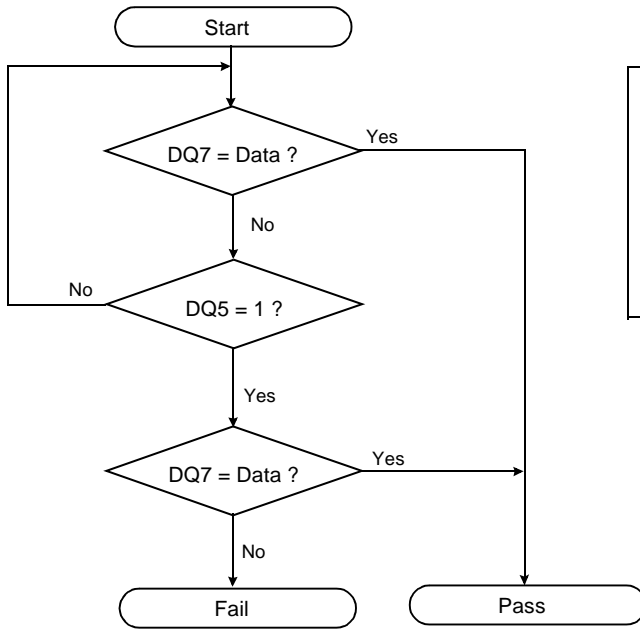 Start
Yes
DQ7 = Data ?
No
No
DQ5 = 1 ?
Yes
DQ7 = Data ?
Yes
No
Fail
Pass